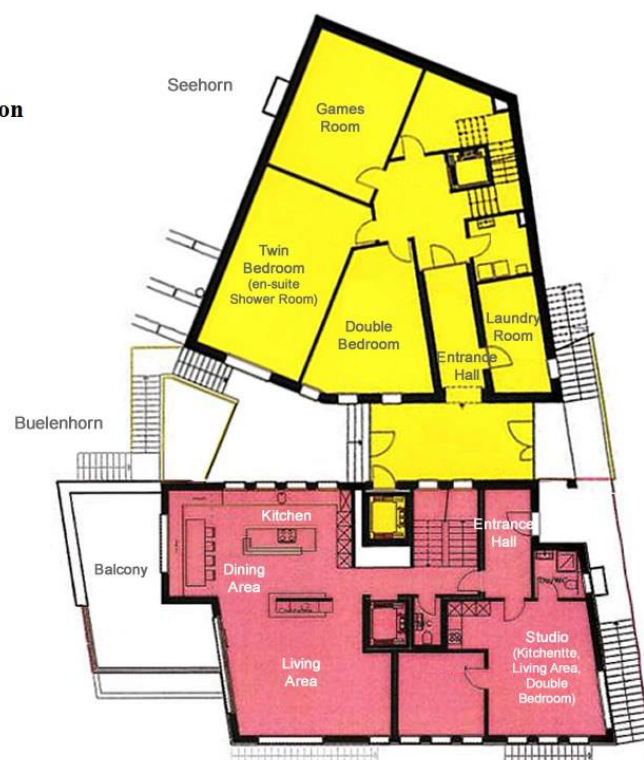 on
Seehorn
Games
Room
Twin
Bedroom
(en-suite
Shower Room)
Double
Bedroom
Laundry
Room
Entrance
Hall
Buelenhorn
Kitchen
Entrance
Hall
Balcony
Dining
Area
Studio
(Kitchentte,
Living Area,
Double
Bedroom)
Living
Area